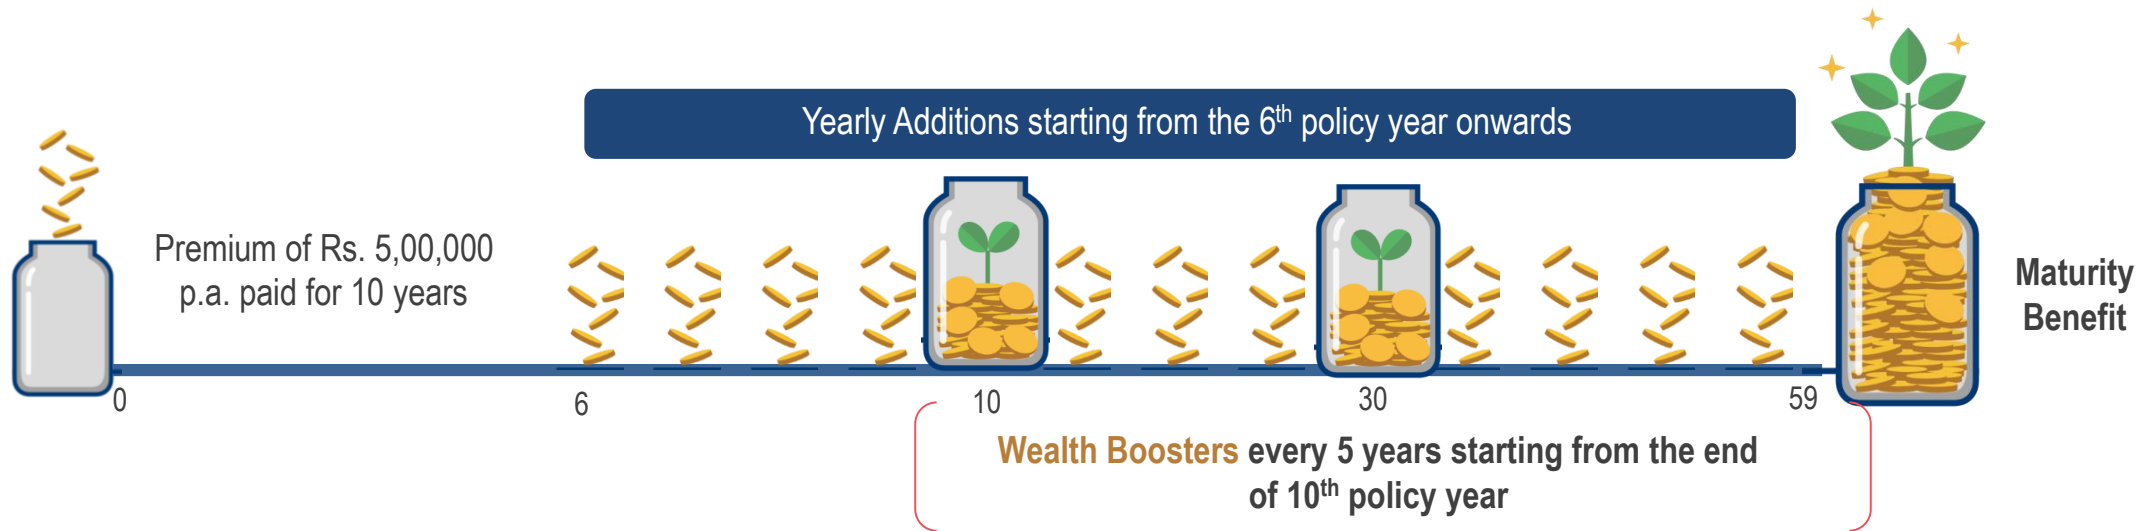 Yearly Additions starting from the 6th policy year onwards
Premium of Rs. 5,00,000
p.a. paid for 10 years
Maturity
Benefit
0
6
10
30
59
Wealth Boosters every 5 years starting from the end
of 10th policy year